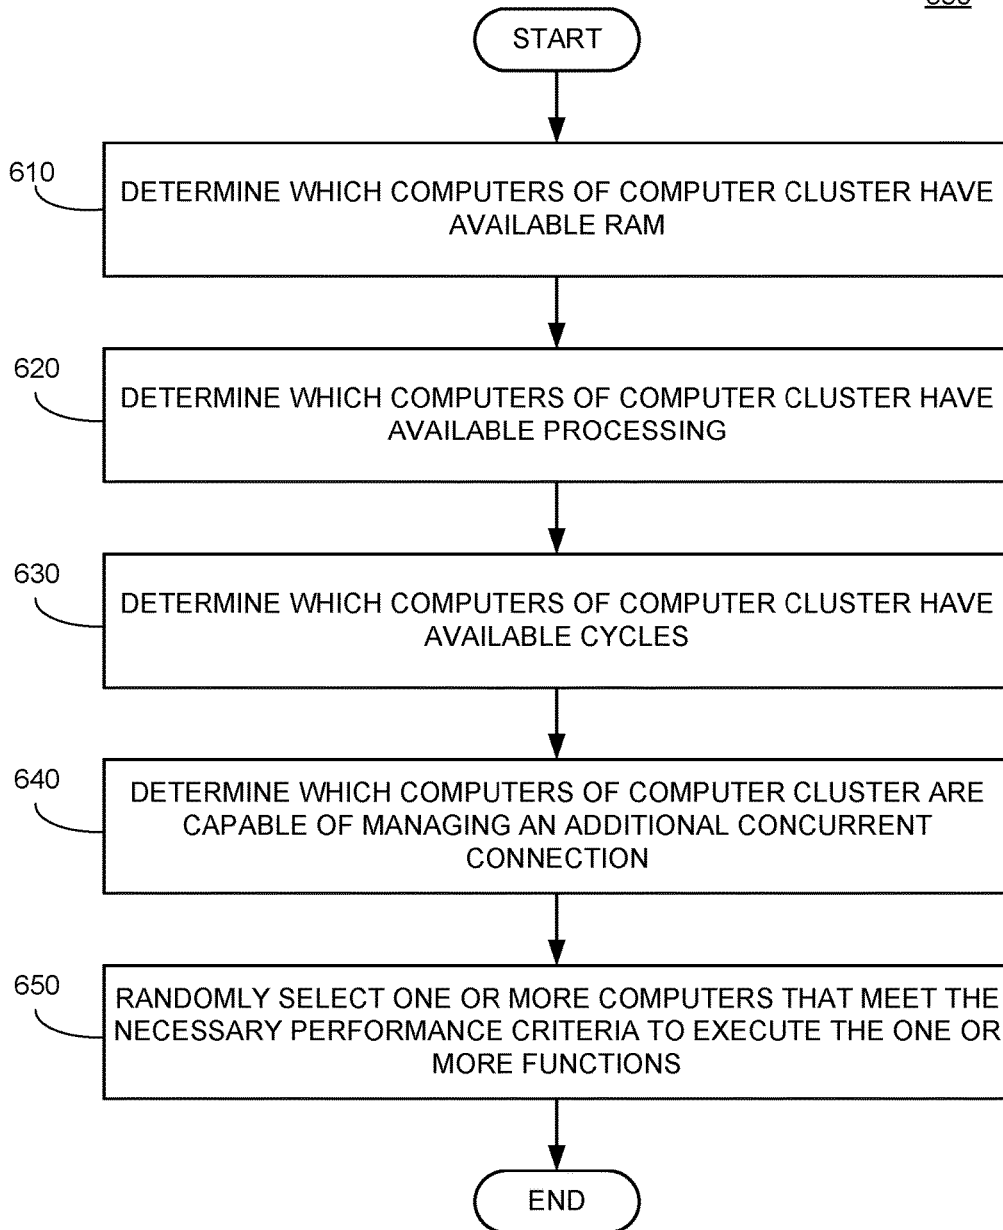 START
610
DETERMINE WHICH COMPUTERS OF COMPUTER CLUSTER HAVE
AVAILABLE RAM
620
DETERMINE WHICH COMPUTERS OF COMPUTER CLUSTER HAVE
AVAILABLE PROCESSING
630
DETERMINE WHICH COMPUTERS OF COMPUTER CLUSTER HAVE
AVAILABLE CYCLES
640
DETERMINE WHICH COMPUTERS OF COMPUTER CLUSTER ARE
CAPABLE OF MANAGING AN ADDITIONAL CONCURRENT
CONNECTION
650
RANDOMLY SELECT ONE OR MORE COMPUTERS THAT MEET THE
NECESSARY PERFORMANCE CRITERIA TO EXECUTE THE ONE OR
MORE FUNCTIONS
END